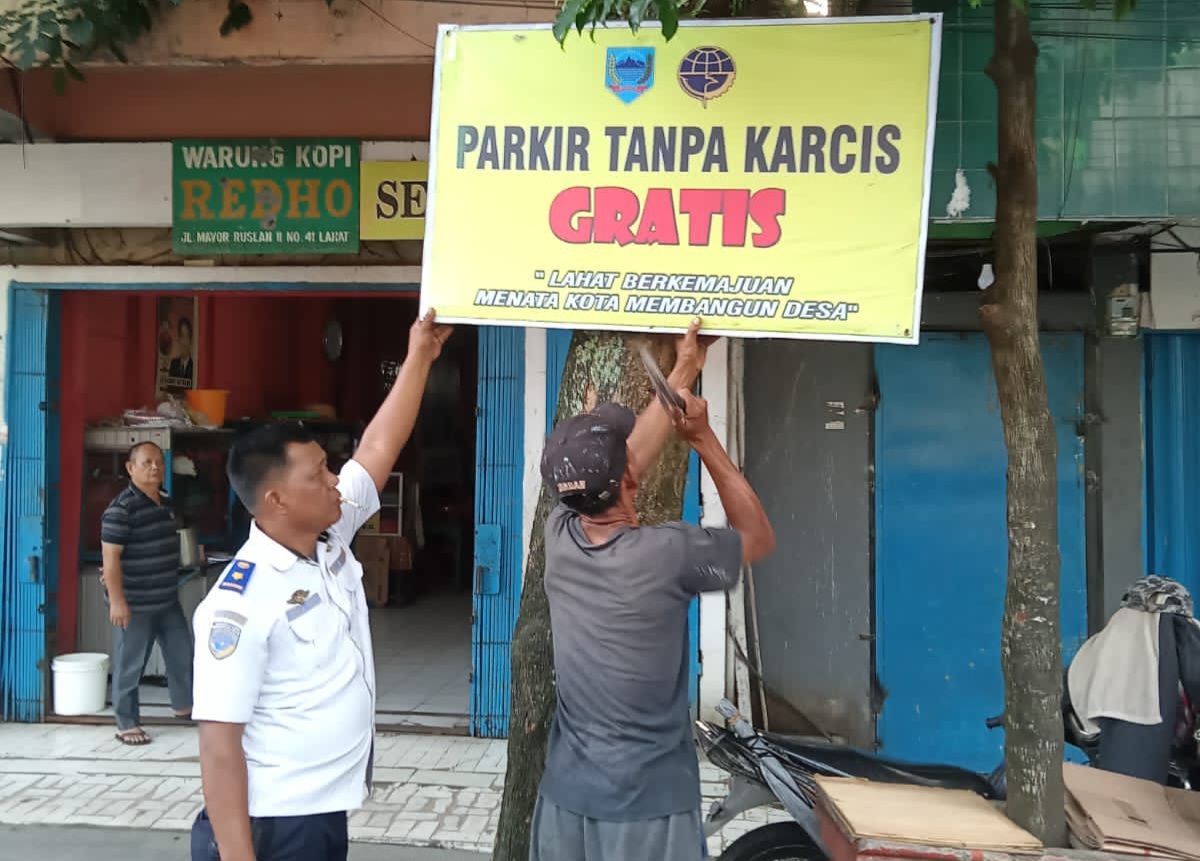 PARKIR TANPA KARCIS
GRATIS
" LAHAT BERKEMAJUAN
MENATA KOTA MEMBANGUN DESA"
WARUNG KOPI
REDHO
JL. MAYOR RUSLAN II NO. 41 LAHAT
SE